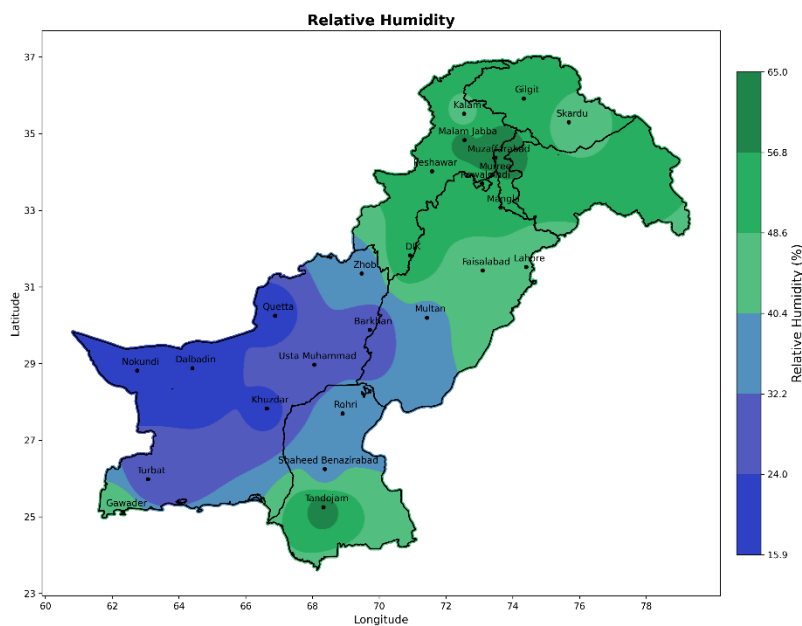 Relative Humidity
37
35
33
31
29
27
25
23
Latitude
60
62
64
66
68
70
72
74
76
78
Longitude
Gilgit
Kalam
Skardu
Malam Jabba
Muzaffarabad
Peshawar
Murree
Rawalpindi
Mangla
DIK
Faisalabad
Lahore
Zhob
Quetta
Multan
Barkhan
Nokundi
Dalbadin
Usta Muhammad
Khuzdar
Rohri
Turbat
Shaheed Benazirabad
Gawader
Tandojam
65.0
56.8
48.6
40.4
32.2
24.0
15.9
Relative Humidity (%)